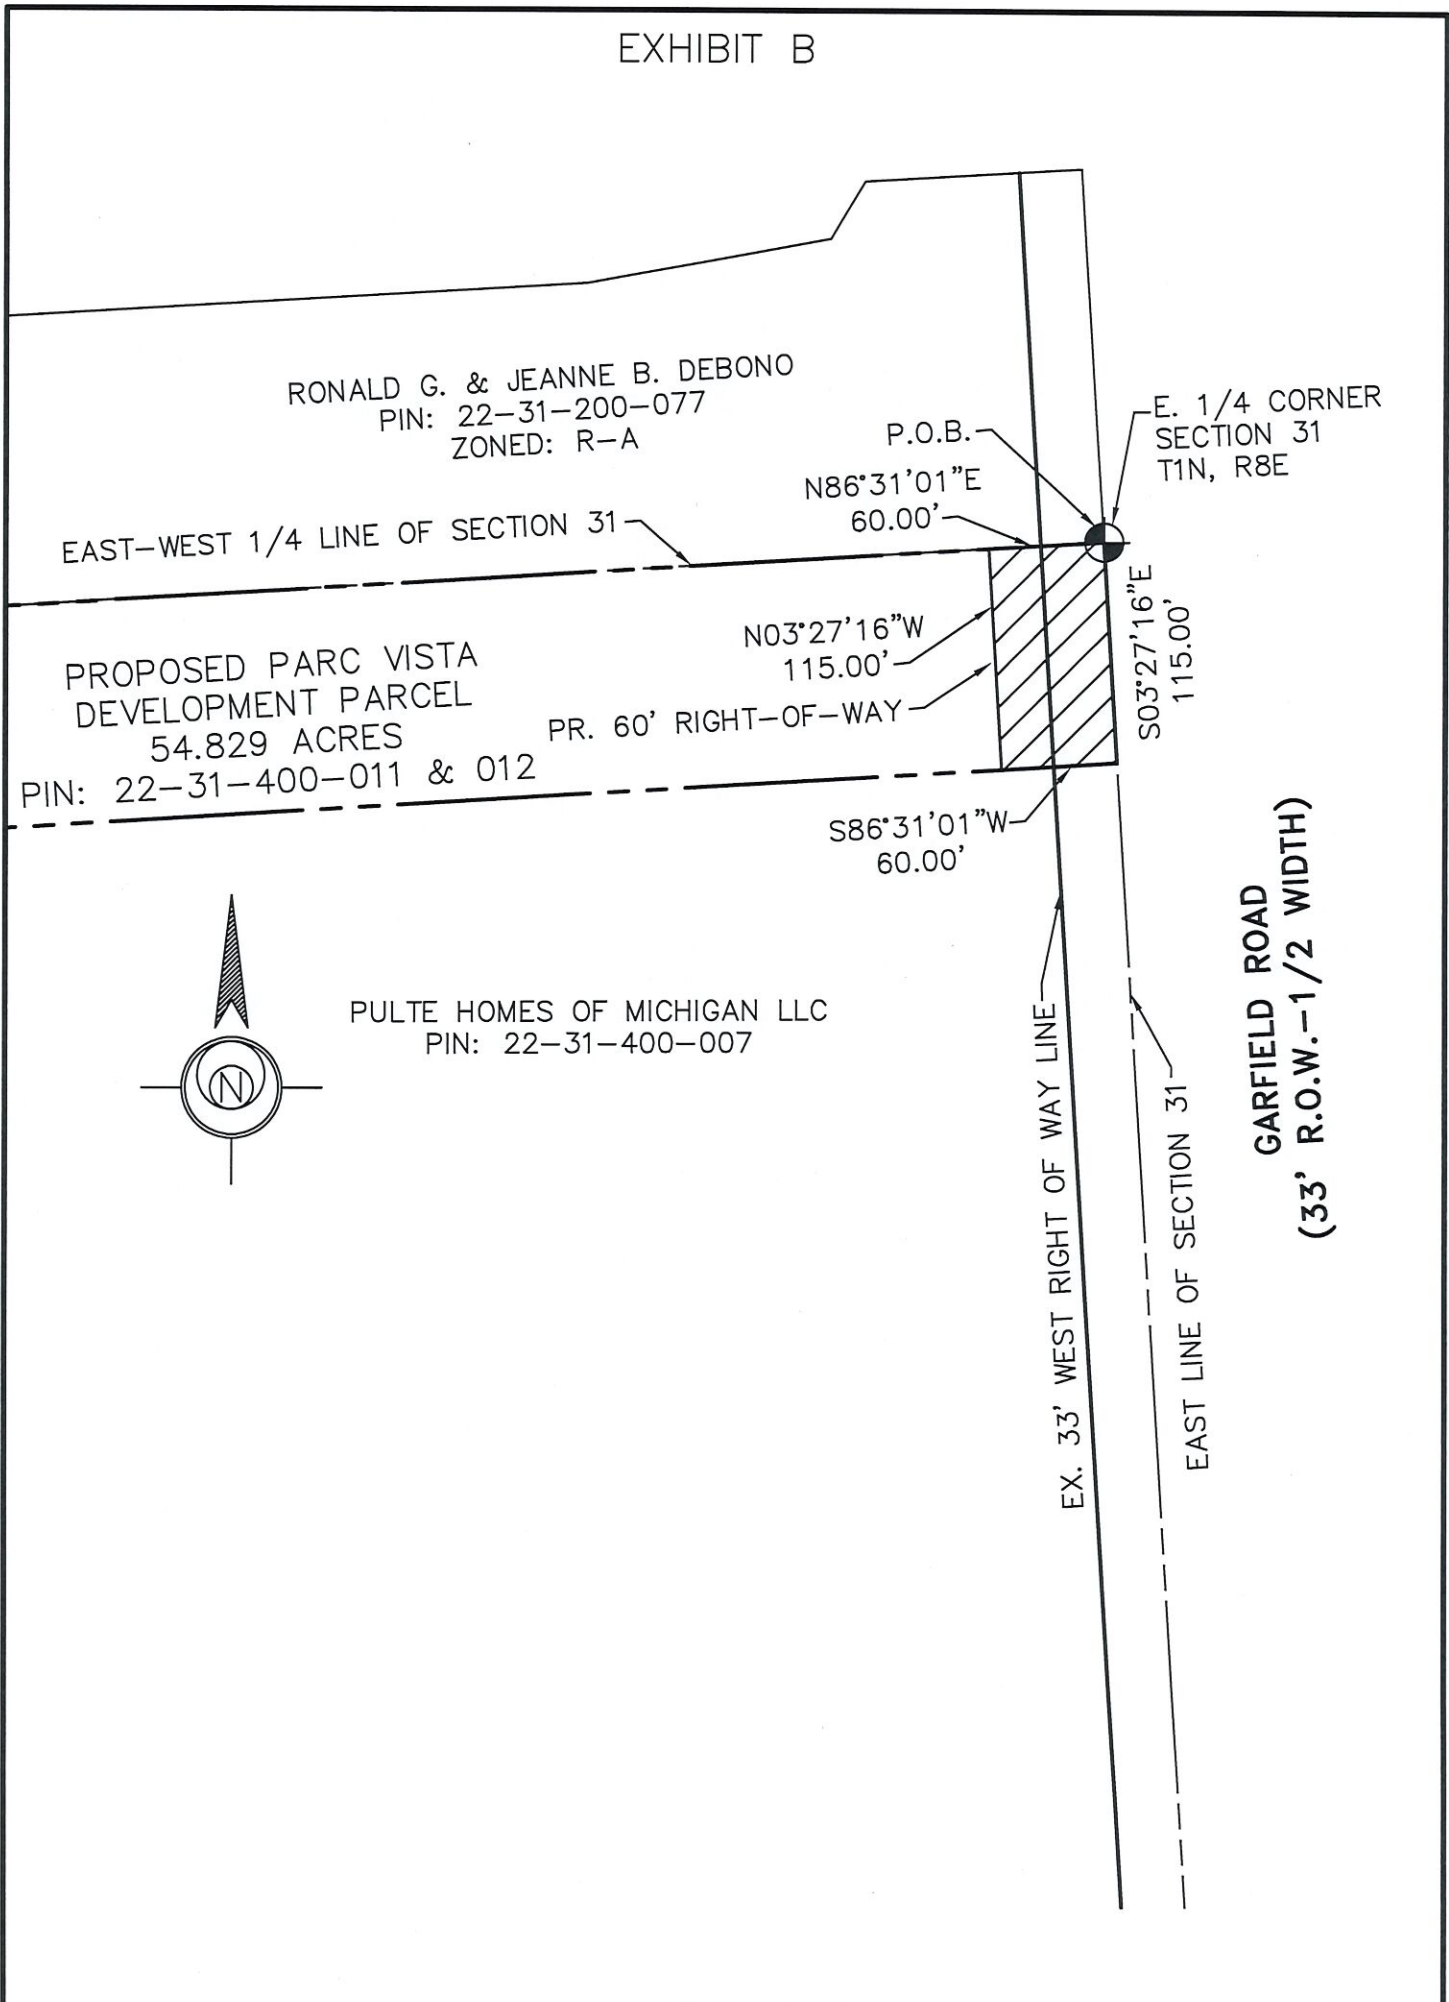 EXHIBIT B
RONALD G. & JEANNE B. DEBONO
PIN: 22-31-200-077
ZONED: R-A
P.O.B.
E. 1/4 CORNER
SECTION 31
T1N, R8E
N86°31'01"E
60.00'
EAST-WEST 1/4 LINE OF SECTION 31
N03°27'16"W
115.00'
S03°27'16"E
115.00'
PROPOSED PARC VISTA
DEVELOPMENT PARCEL
54.829 ACRES
PIN: 22-31-400-011 & 012
PR. 60' RIGHT-OF-WAY
S86°31'01"W
60.00'
GARFIELD ROAD
(33' R.O.W.-1/2 WIDTH)
PULTE HOMES OF MICHIGAN LLC
PIN: 22-31-400-007
N
EX. 33' WEST RIGHT OF WAY LINE
EAST LINE OF SECTION 31